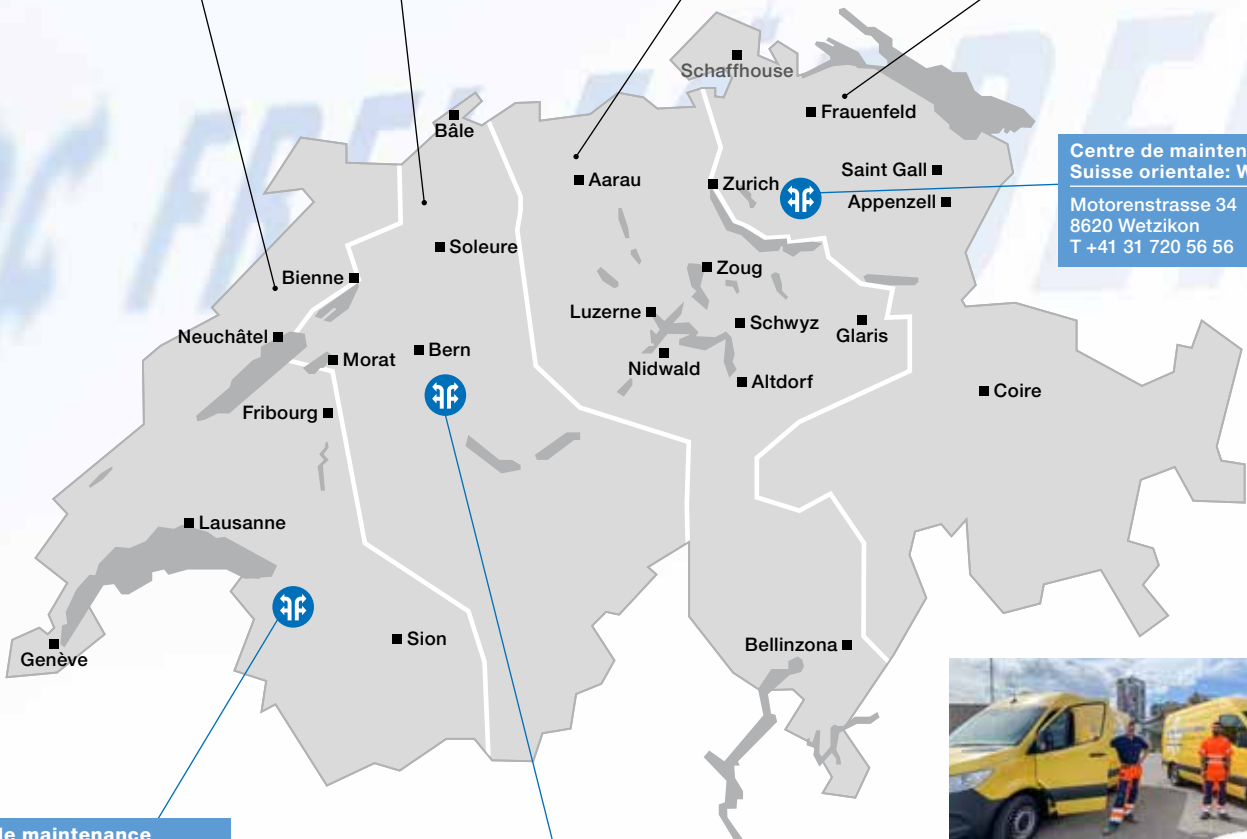 Schaffhouse
Frauenfeld
Bâle
Centre de mainten
Suisse orientale: W
Motorenstrasse 34
8620 Wetzikon
T +41 31 720 56 56
Saint Gall
Aarau
Zurich
Appenzell
Soleure
Zoug
Bienne
Luzerne
Schwyz
Glaris
Neuchâtel
Bern
Morat
Nidwald
Altdorf
Coire
Fribourg
Lausanne
Sion
Bellinzona
Genève
de maintenance